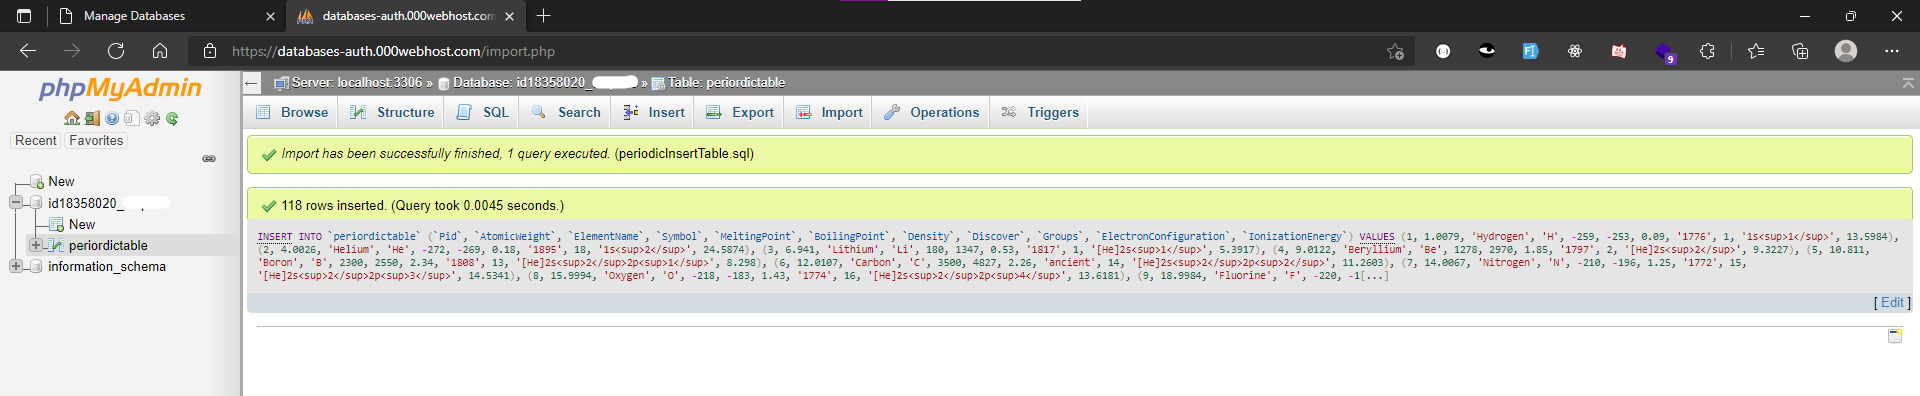 Manage Databases
databases-auth.000webhost.com
https://databases-auth.000webhost.com/import.php
9
phpMyAdmin
Recent Favorites
New
id18358020_
New
periordictable
information_schema
Server: localhost:3306 » Database: id18358020_ » Table: periordictable
Browse Structure SQL Search Insert Export Import Operations Triggers
Import has been successfully finished, 1 query executed. (periodicInsertTable.sql)
118 rows inserted. (Query took 0.0045 seconds.)
INSERT INTO `periordictable` (`Pid`, `AtomicWeight`, `ElementName`, `Symbol`, `MeltingPoint`, `BoilingPoint`, `Density`, `Discover`, `Groups`, `ElectronConfiguration`, `IonizationEnergy`) VALUES (1, 1.0079, 'Hydrogen', 'H', -259, -253, 0.09, '1776', 1, '1s<sup>1</sup>', 13.5984),
(2, 4.0026, 'Helium', 'He', -272, -269, 0.18, '1895', 18, '1s<sup>2</sup>', 24.5874), (3, 6.941, 'Lithium', 'Li', 180, 1347, 0.53, '1817', 1, '[He]2s<sup>1</sup>', 5.3917), (4, 9.0122, 'Beryllium', 'Be', 1278, 2970, 1.85, '1797', 2, '[He]2s<sup>2</sup>', 9.3227), (5, 10.811,
'Boron', 'B', 2300, 2550, 2.34, '1808', 13, '[He]2s<sup>2</sup>2p<sup>1</sup>', 8.298), (6, 12.0107, 'Carbon', 'C', 3500, 4827, 2.26, 'ancient', 14, '[He]2s<sup>2</sup>2p<sup>2</sup>', 11.2603), (7, 14.0067, 'Nitrogen', 'N', -210, -196, 1.25, '1772', 15,
'[He]2s<sup>2</sup>2p<sup>3</sup>', 14.5341), (8, 15.9994, 'Oxygen', 'O', -218, -183, 1.43, '1774', 16, '[He]2s<sup>2</sup>2p<sup>4</sup>', 13.6181), (9, 18.9984, 'Fluorine', 'F', -220, -1[...]
[ Edit ]